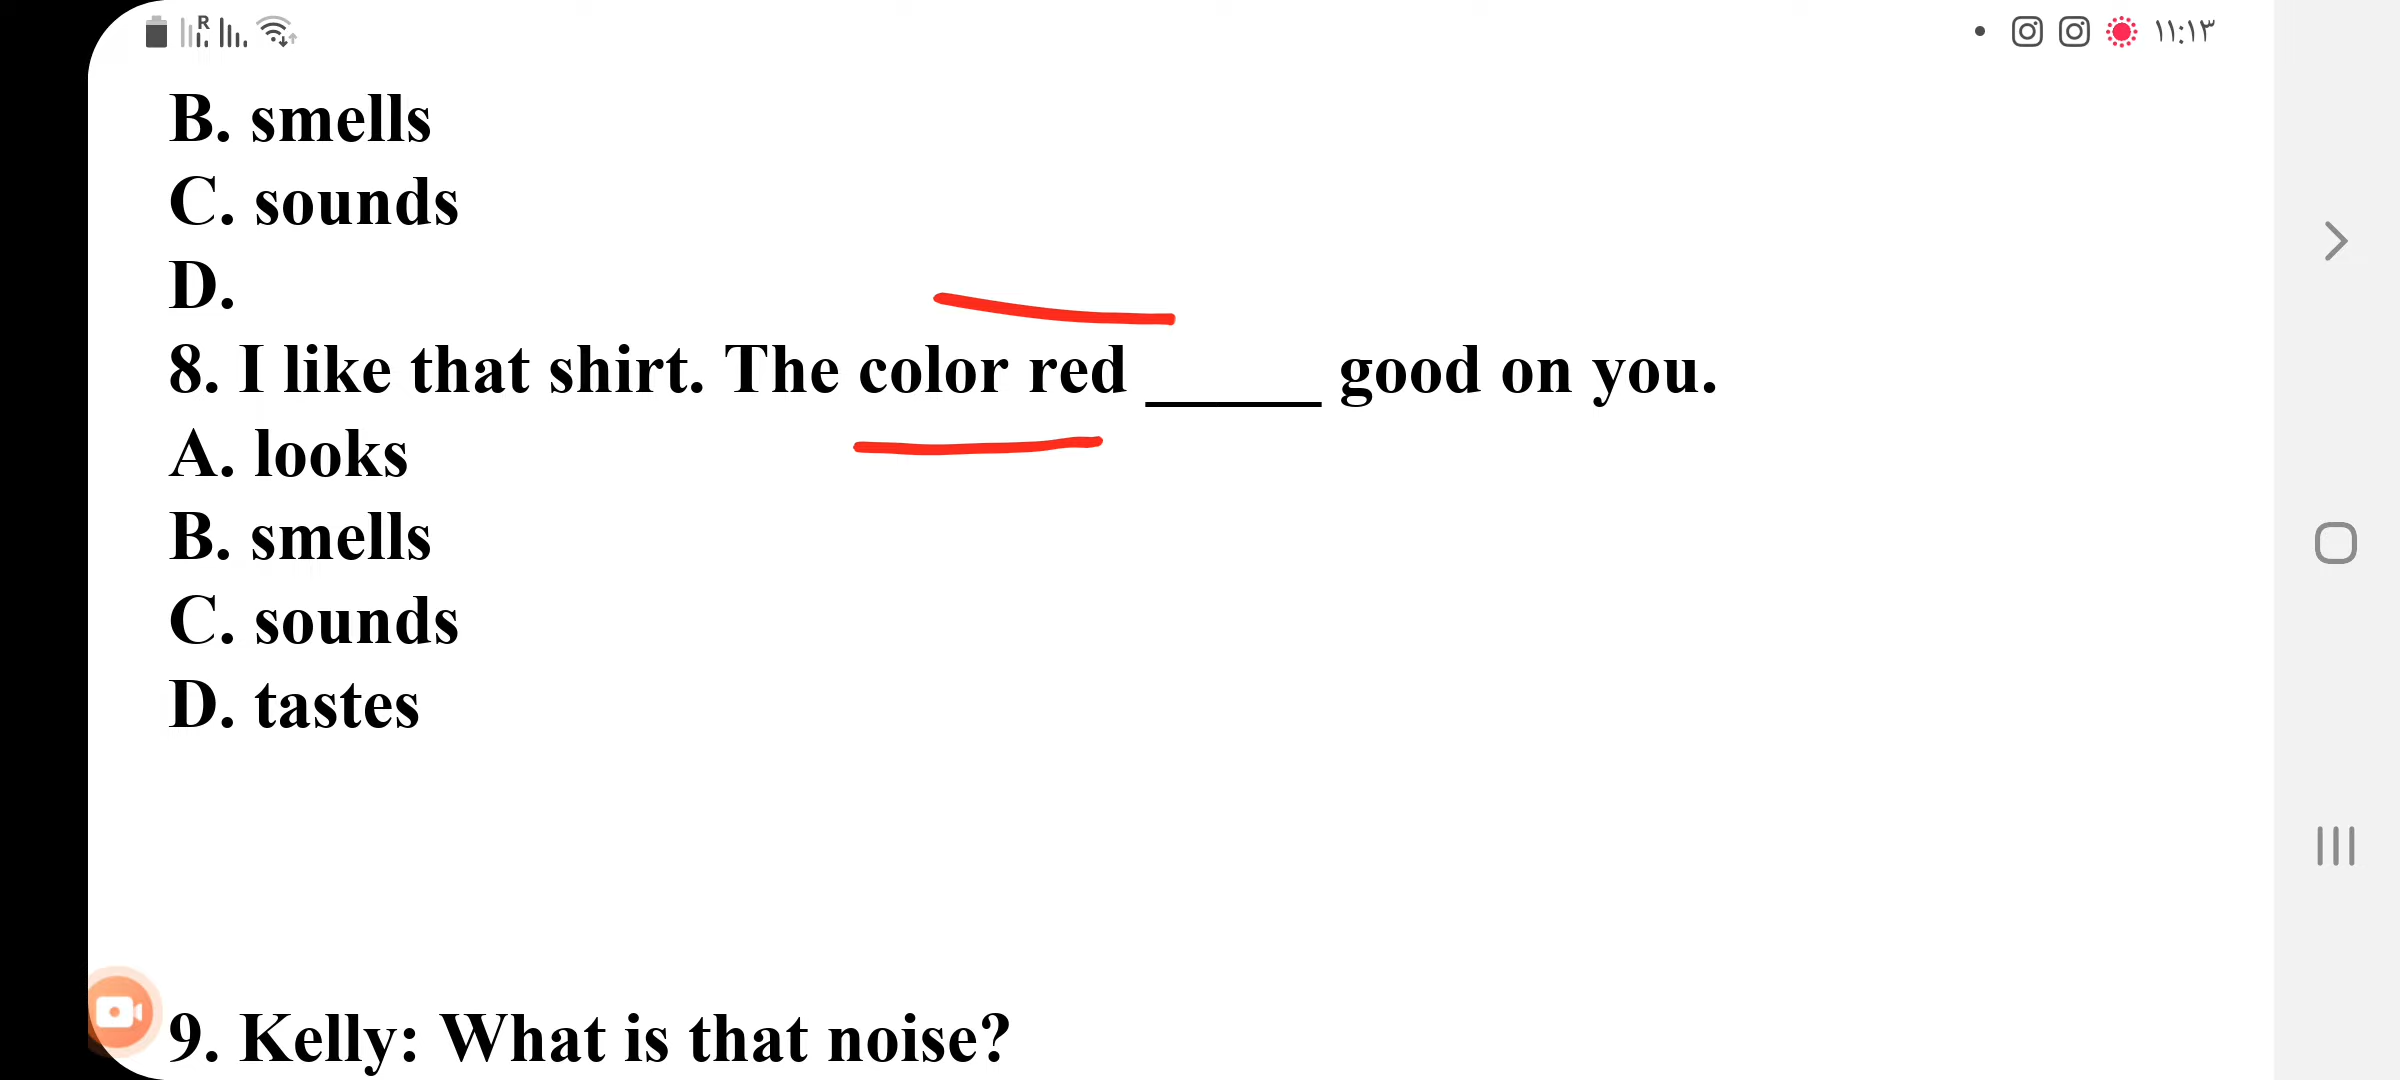 R
١١:١٣
B. smells
C. sounds
D.
8. I like that shirt. The color red _____ good on you.
A. looks
B. smells
C. sounds
D. tastes
9. Kelly: What is that noise?